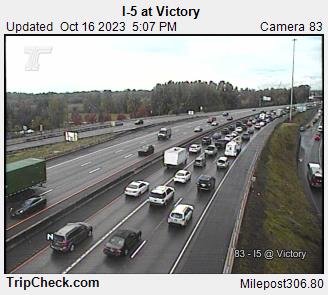 I-5 at Victory
Updated Oct 16 2023 5:07 PM Camera 83
T
N
83 - I5 @ Victory
TripCheck.com Milepost306.80